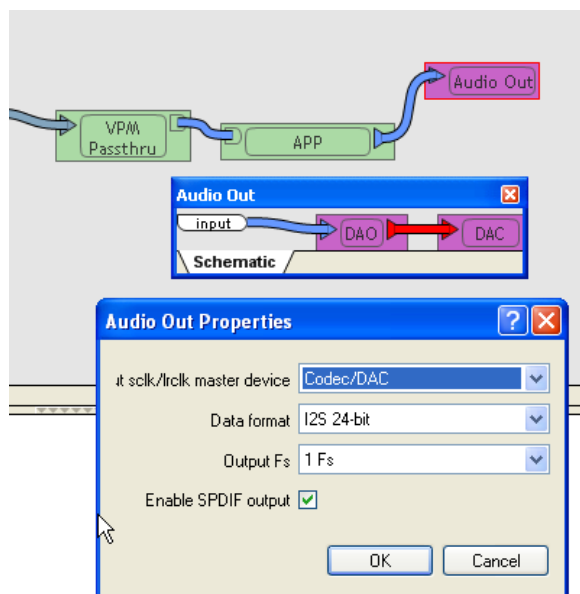 Audio Out
VPM
Passthru
APP
Audio Out
input
DAO
DAC
Schematic
Audio Out Properties
ıt sclk/lrclk master device
Codec/DAC
Data format
I2S 24-bit
Output Fs
1 Fs
Enable SPDIF output
OK
Cancel